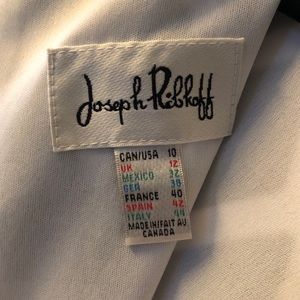 Joseph Ribkoff
CAN/USA 10
UK 12
MEXICO 32
GER 38
FRANCE 40
SPAIN 42
ITALY 44
MADE IN/FAIT AU
CANADA